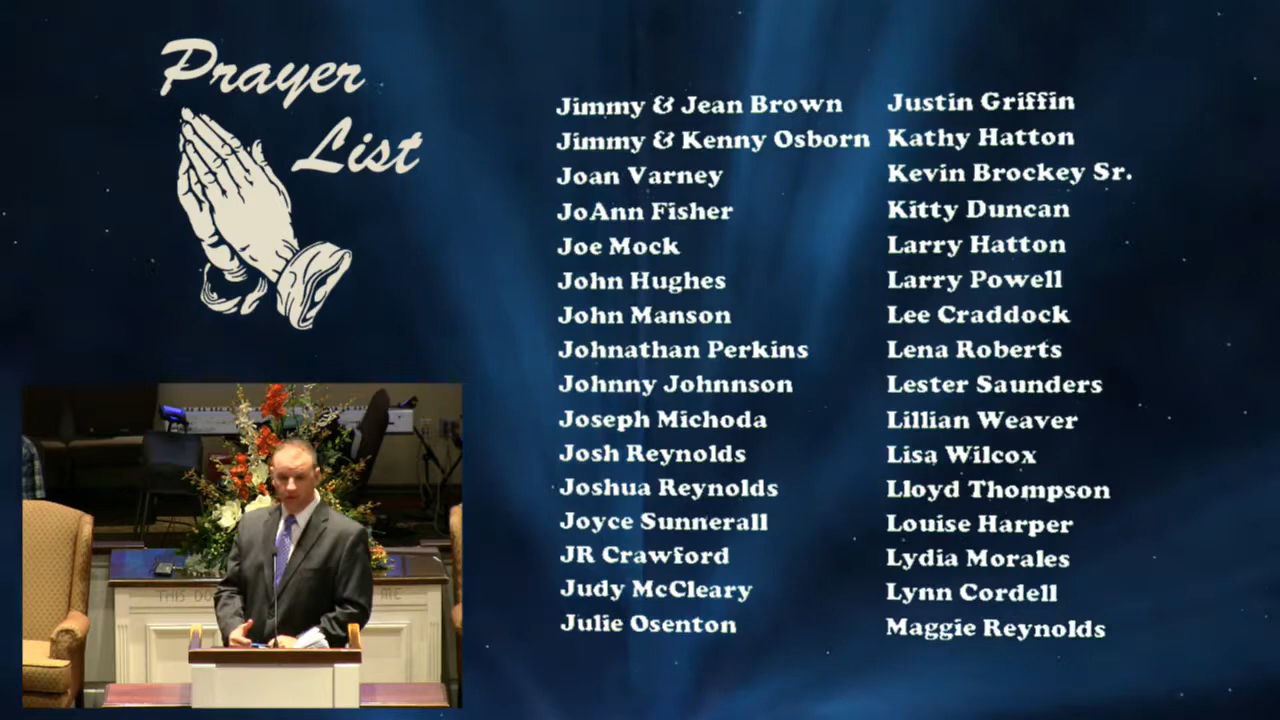 Prayer
List
Jimmy & Jean Brown
Jimmy & Kenny Osborn
Joan Varney
JoAnn Fisher
Joe Mock
John Hughes
John Manson
Johnathan Perkins
Johnny Johnnson
Joseph Michoda
Josh Reynolds
Joshua Reynolds
Joyce Sunnerall
JR Crawford
Judy McCleary
Julie Osenton
Justin Griffin
Kathy Hatton
Kevin Brockey Sr.
Kitty Duncan
Larry Hatton
Larry Powell
Lee Craddock
Lena Roberts
Lester Saunders
Lillian Weaver
Lisa Wilcox
Lloyd Thompson
Louise Harper
Lydia Morales
Lynn Cordell
Maggie Reynolds
THIS DO ME